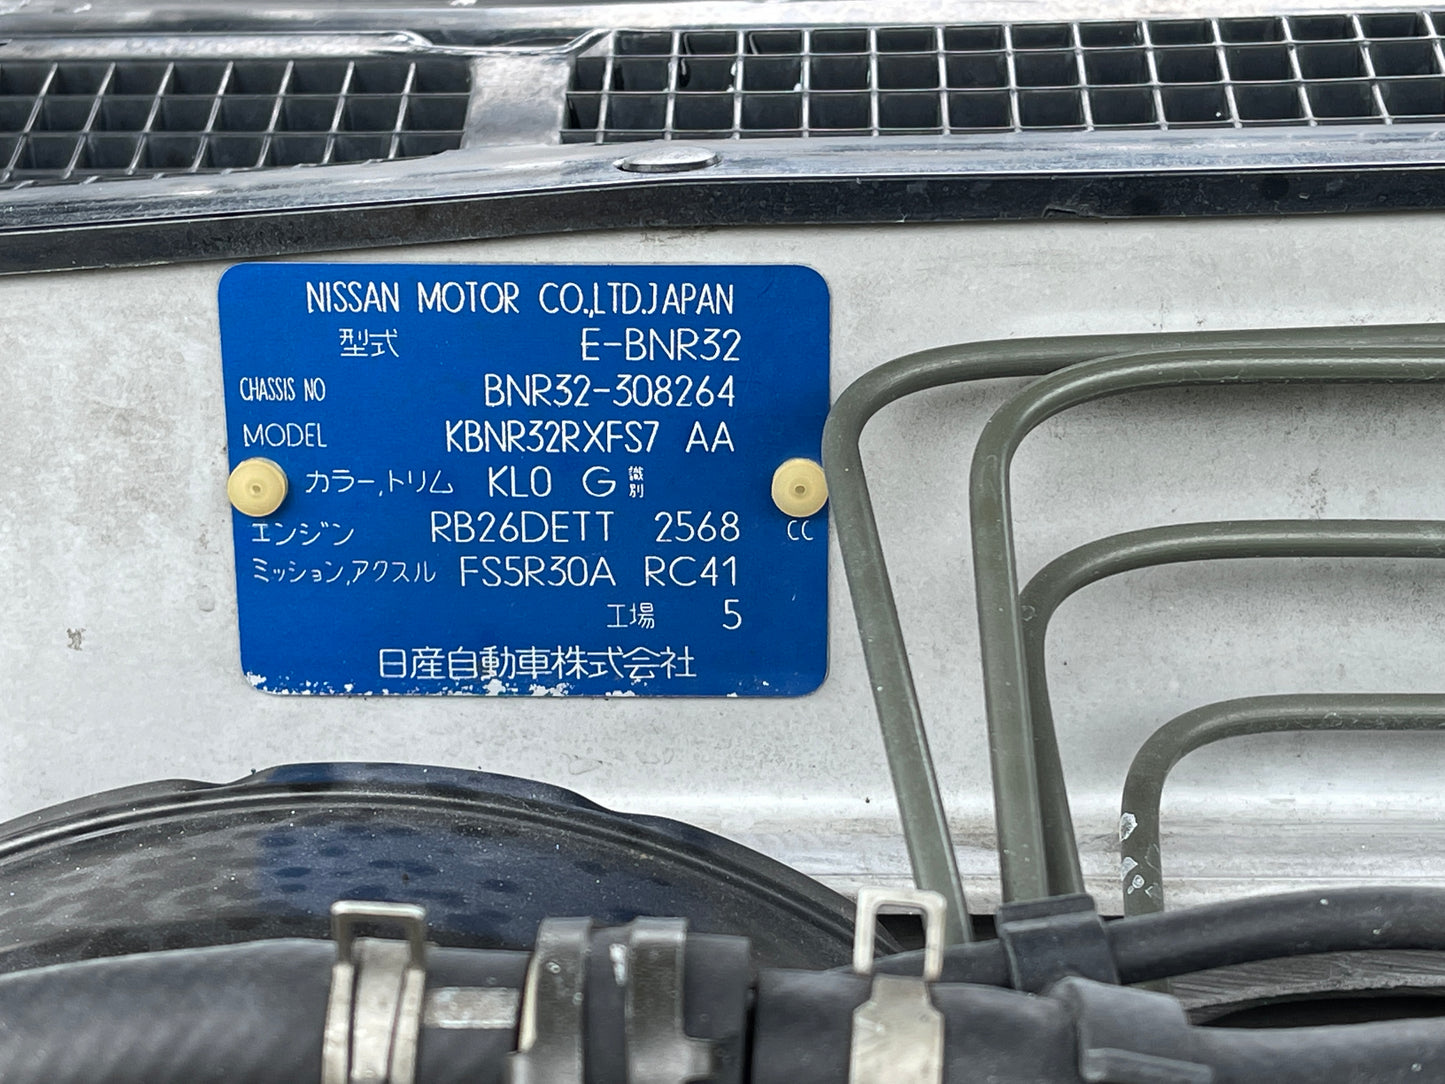 NISSAN MOTOR CO.,LTD.JAPAN
型式 E-BNR32
CHASSIS NO BNR32-308264
MODEL KBNR32RXFS7 AA
カラー,トリム KL0 G 識別
エンジン RB26DETT 2568 CC
ミッション,アクスル FS5R30A RC41
工場 5
日産自動車株式会社